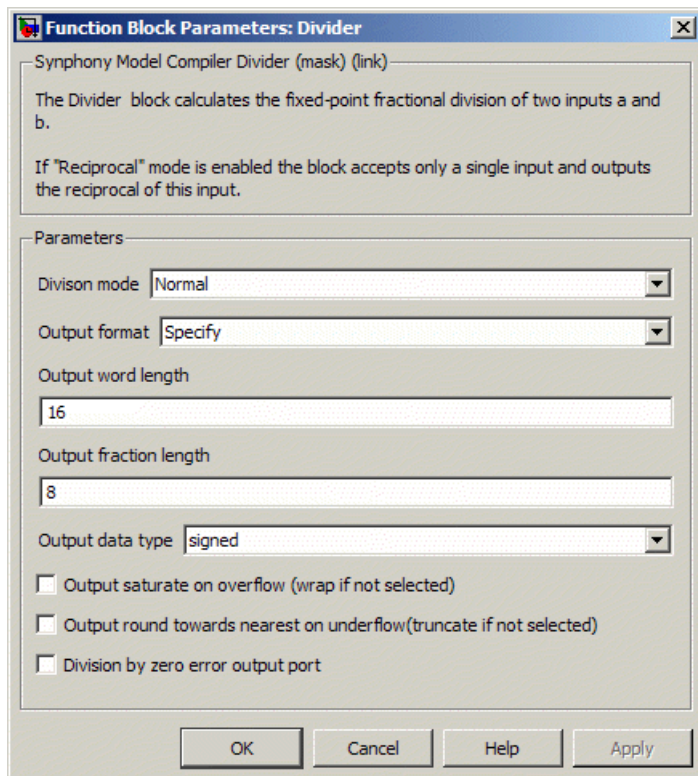 Function Block Parameters: Divider
Synphony Model Compiler Divider (mask) (link)
The Divider block calculates the fixed-point fractional division of two inputs a and
b.
If "Reciprocal" mode is enabled the block accepts only a single input and outputs
the reciprocal of this input.
Parameters
Divison mode Normal
Output format Specify
Output word length
16
Output fraction length
8
Output data type signed
Output saturate on overflow (wrap if not selected)
Output round towards nearest on underflow(truncate if not selected)
Division by zero error output port
OK Cancel Help Apply